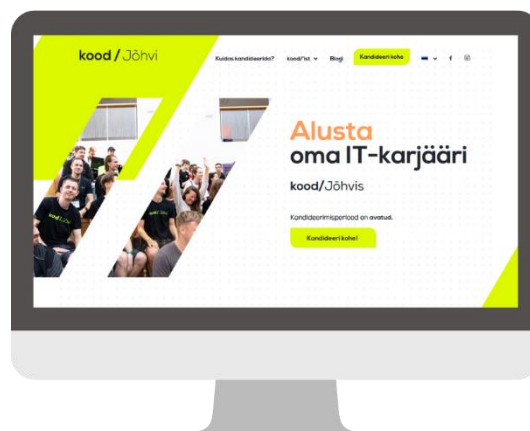 kood / Jõhvi
Kuidas kandideerida?
kood/'ist
Blogi
Kandideeri kohe
Alusta
oma IT-karjääri
kood/Jõhvis
Kandideerimisperiood on avatud.
Kandideeri kohe!
kood/Jõhvi